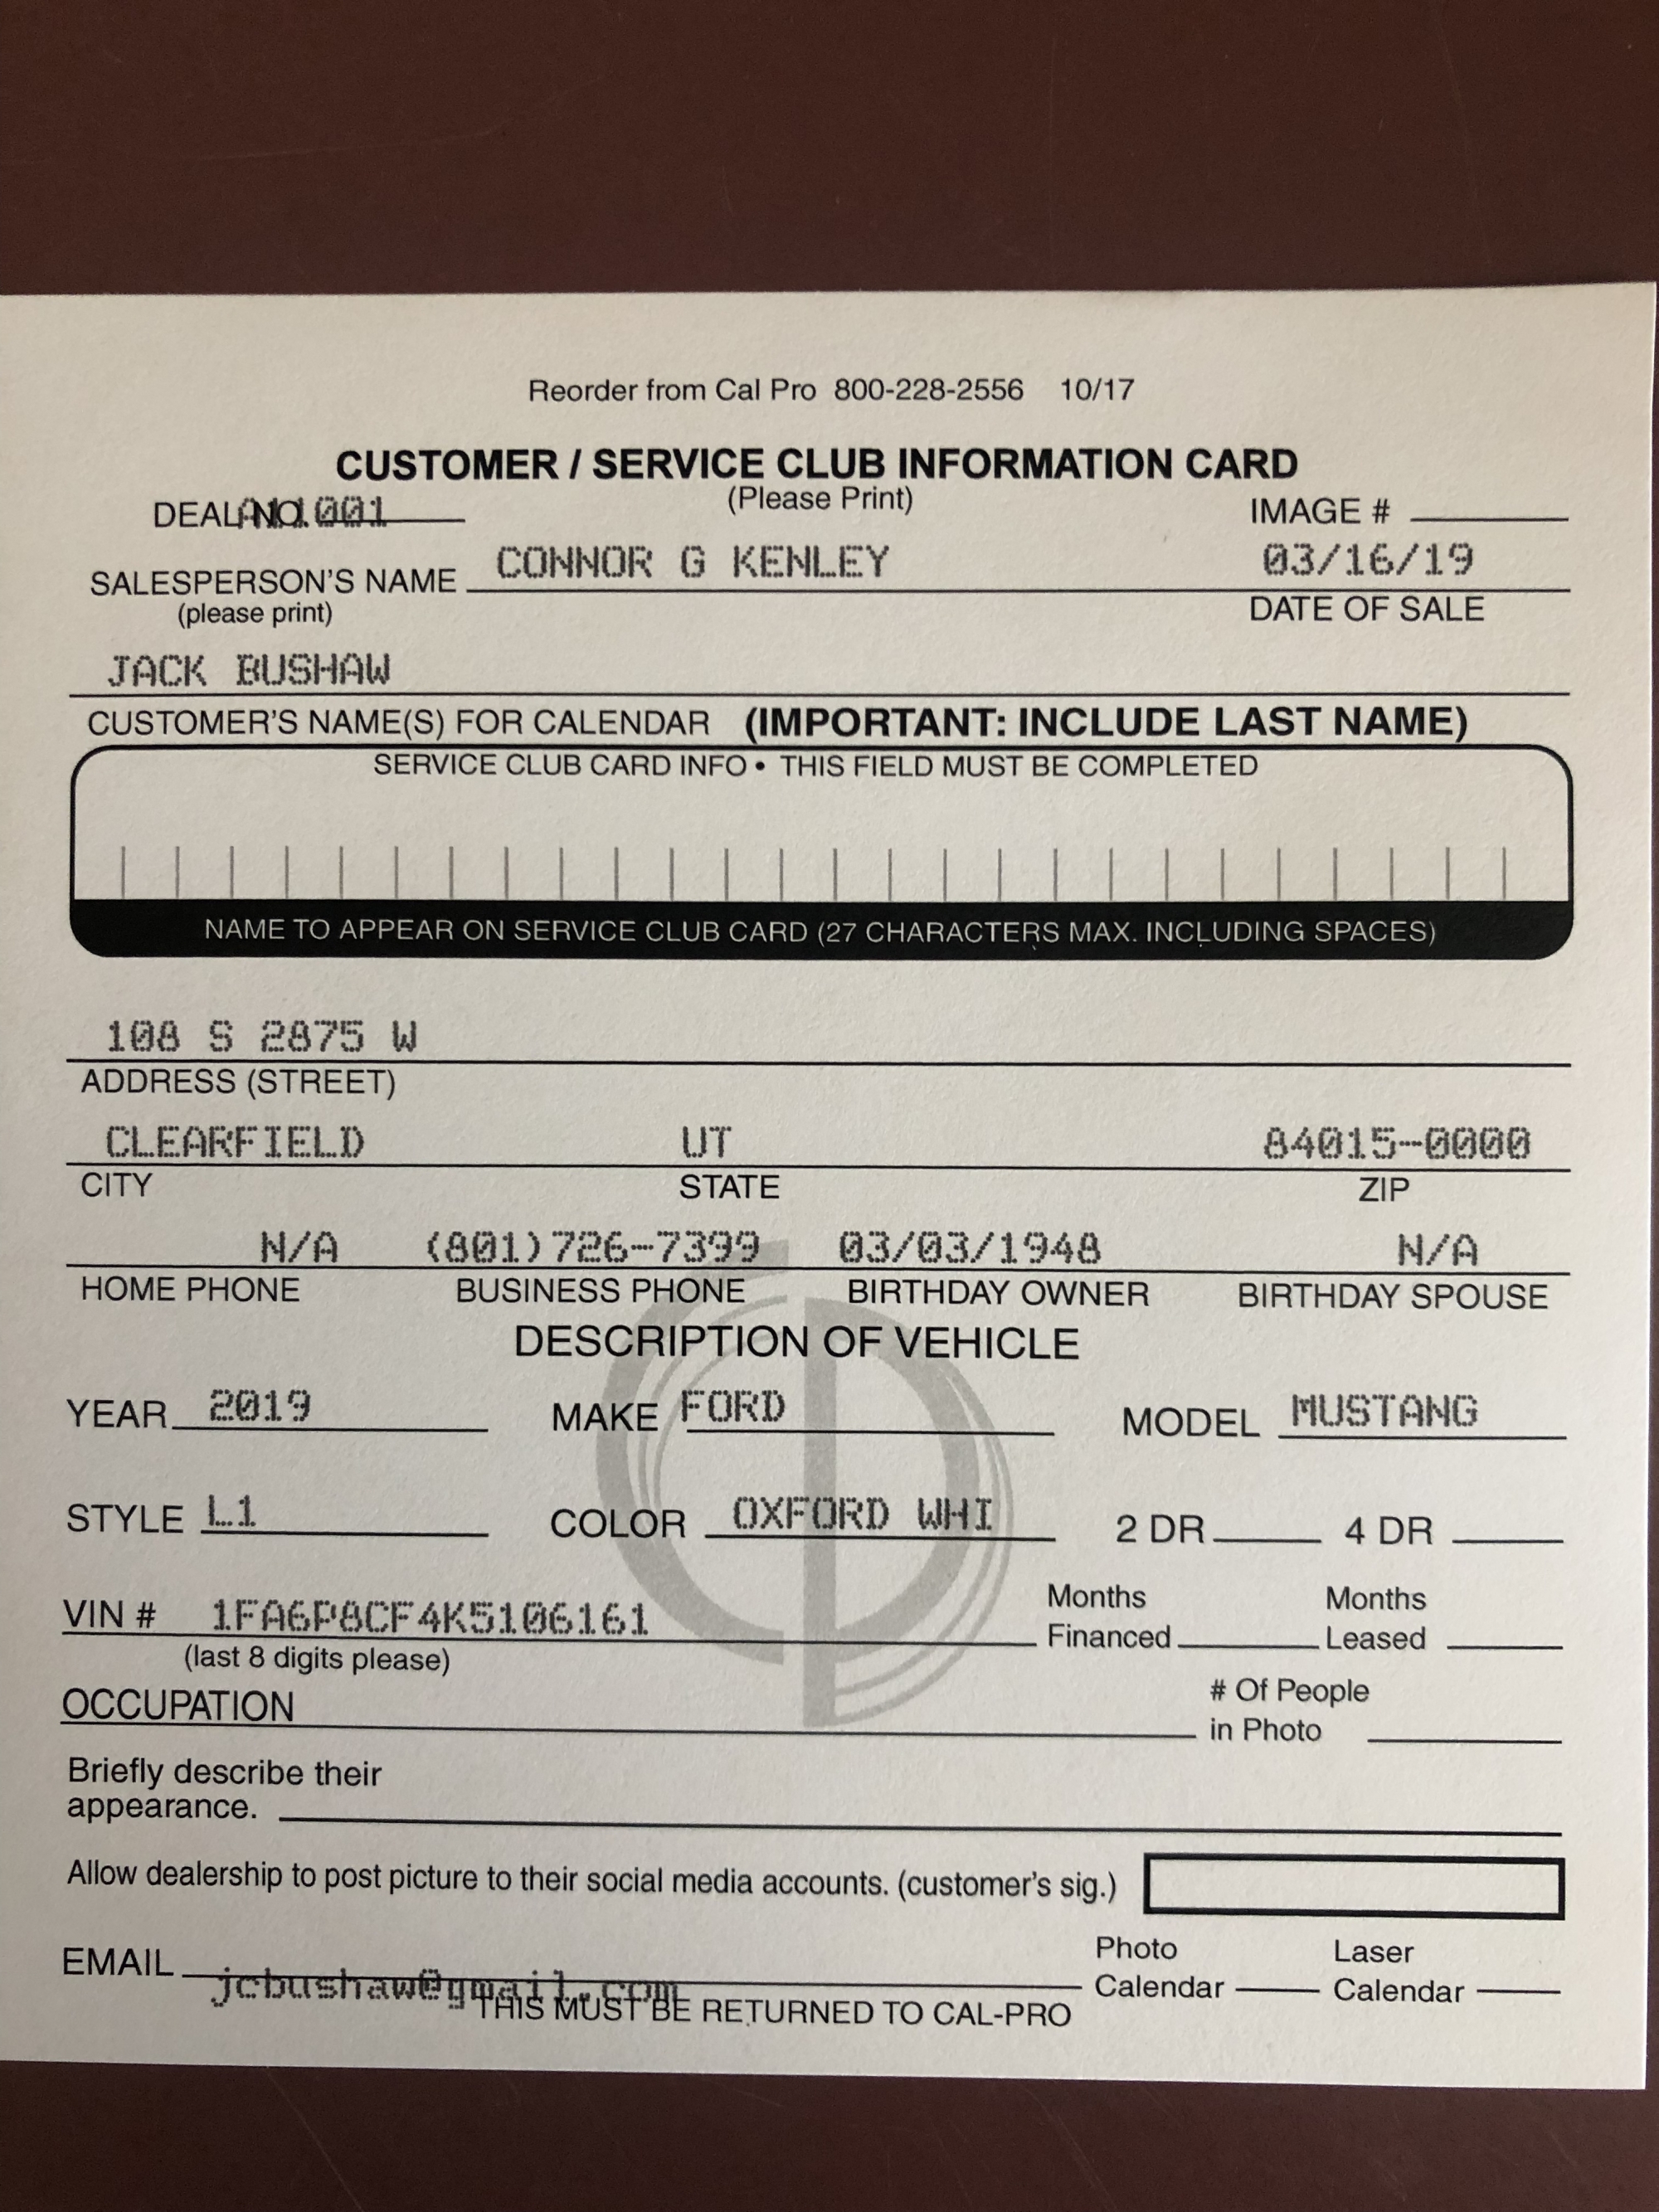 Reorder from Cal Pro 800-228-2556 10/17
CUSTOMER / SERVICE CLUB INFORMATION CARD
(Please Print)
DEAL NO. A11001 IMAGE #
SALESPERSON'S NAME CONNOR G KENLEY 03/16/19
(please print) DATE OF SALE
JACK BUSHAW
CUSTOMER'S NAME(S) FOR CALENDAR (IMPORTANT: INCLUDE LAST NAME)
SERVICE CLUB CARD INFO • THIS FIELD MUST BE COMPLETED
NAME TO APPEAR ON SERVICE CLUB CARD (27 CHARACTERS MAX. INCLUDING SPACES)
108 S 2875 W
ADDRESS (STREET)
CLEARFIELD UT 84015-0000
CITY STATE ZIP
N/A (801)726-7399 03/03/1948 N/A
HOME PHONE BUSINESS PHONE BIRTHDAY OWNER BIRTHDAY SPOUSE
DESCRIPTION OF VEHICLE
YEAR 2019 MAKE FORD MODEL MUSTANG
STYLE L1 COLOR OXFORD WHI 2 DR 4 DR
VIN # 1FA6P8CF4K5106161 Months Financed Months Leased
(last 8 digits please)
OCCUPATION # Of People in Photo
Briefly describe their
appearance.
Allow dealership to post picture to their social media accounts. (customer's sig.)
EMAIL jcbushaw@gmail.com Photo Calendar Laser Calendar
THIS MUST BE RETURNED TO CAL-PRO